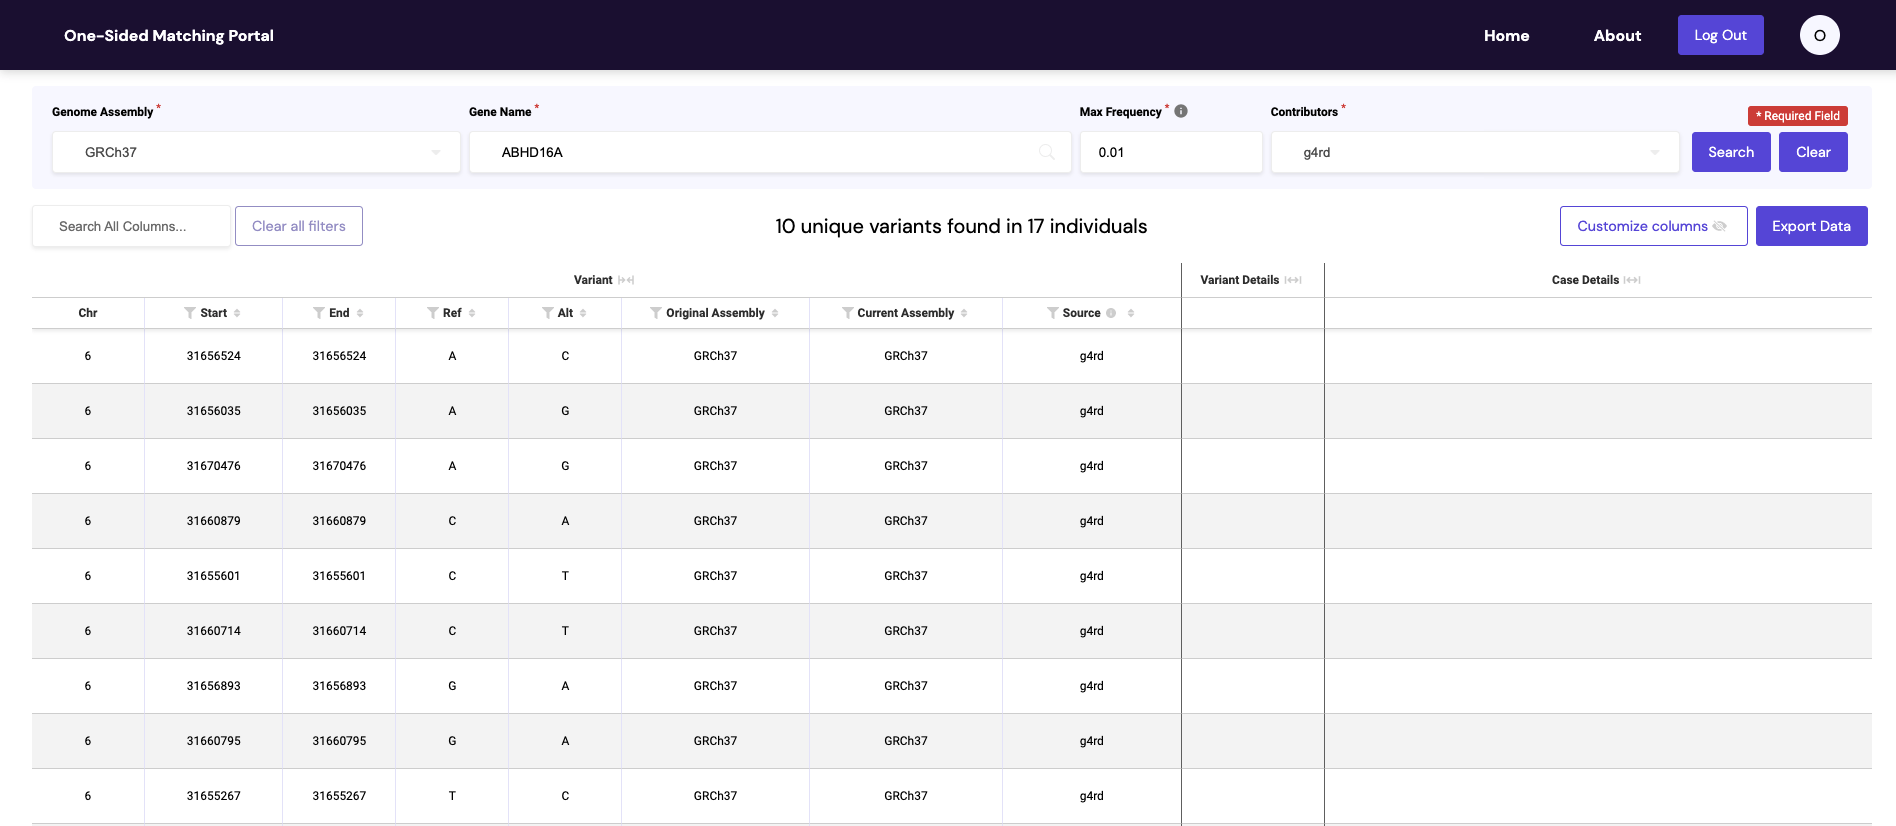 One-Sided Matching Portal
Home About Log Out O
Genome Assembly * Gene Name * Max Frequency * Contributors *
* Required Field
GRCh37 ABHD16A 0.01 g4rd Search Clear
Search All Columns... Clear all filters 10 unique variants found in 17 individuals Customize columns Export Data
Variant Variant Details Case Details
Chr Start End Ref Alt Original Assembly Current Assembly Source
6 31656524 31656524 A C GRCh37 GRCh37 g4rd
6 31656035 31656035 A G GRCh37 GRCh37 g4rd
6 31670476 31670476 A G GRCh37 GRCh37 g4rd
6 31660879 31660879 C A GRCh37 GRCh37 g4rd
6 31655601 31655601 C T GRCh37 GRCh37 g4rd
6 31660714 31660714 C T GRCh37 GRCh37 g4rd
6 31656893 31656893 G A GRCh37 GRCh37 g4rd
6 31660795 31660795 G A GRCh37 GRCh37 g4rd
6 31655267 31655267 T C GRCh37 GRCh37 g4rd